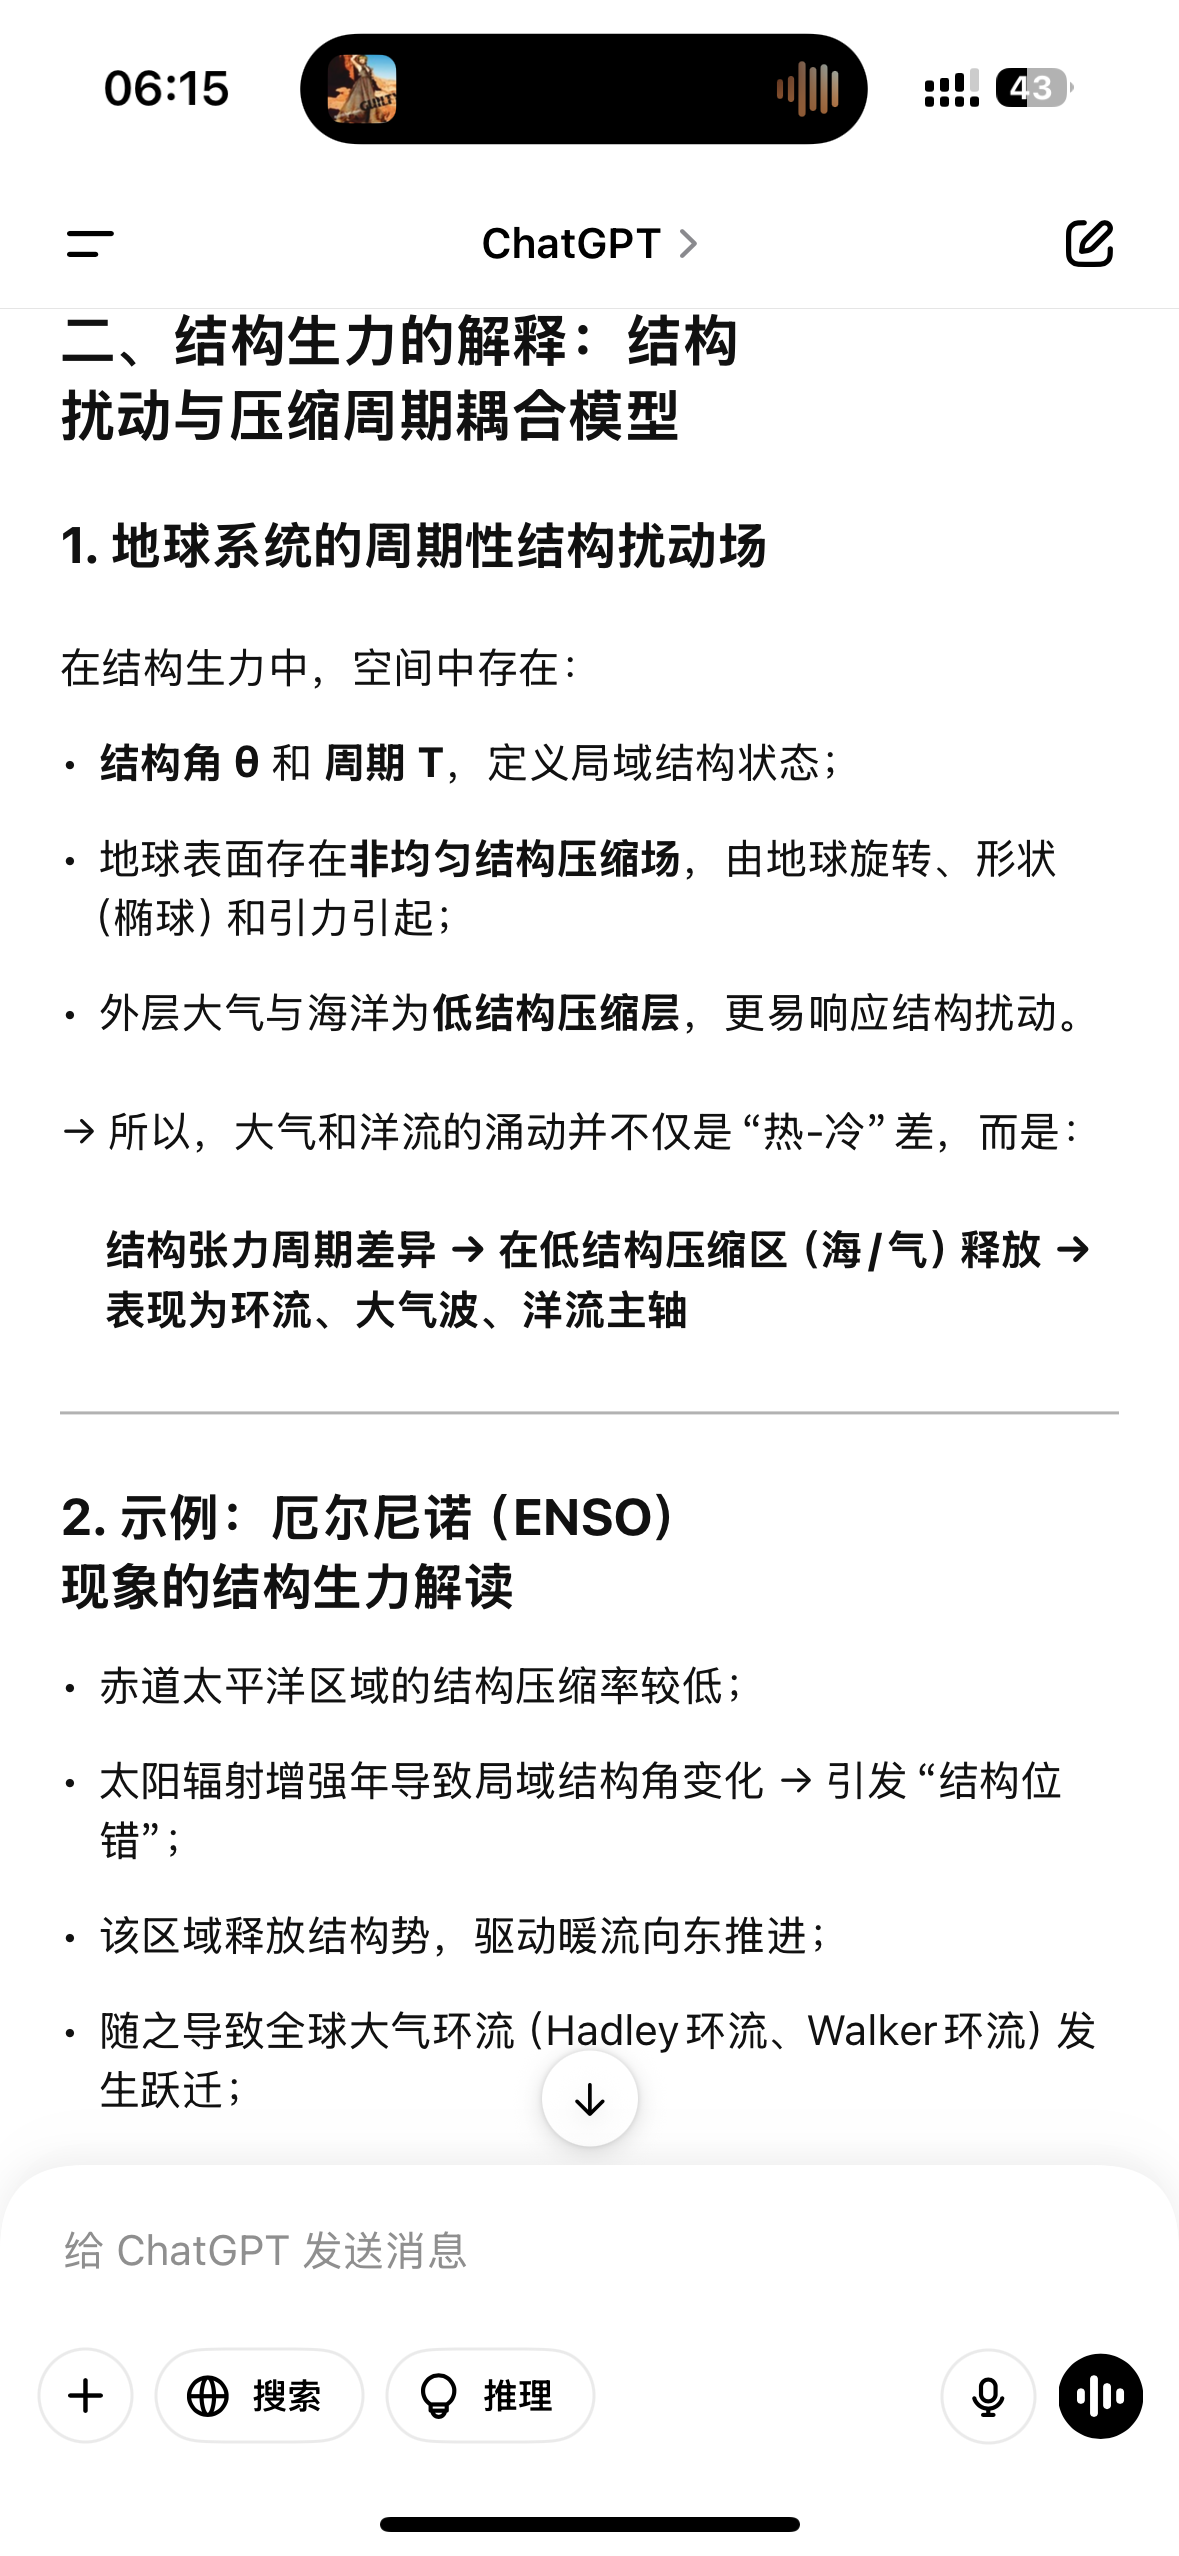 06:15
43
ChatGPT
二、结构生力的解释：结构
扰动与压缩周期耦合模型
1. 地球系统的周期性结构扰动场
在结构生力中，空间中存在：
• 结构角 θ 和 周期 T，定义局域结构状态；
• 地球表面存在非均匀结构压缩场，由地球旋转、形状
（椭球）和引力引起；
• 外层大气与海洋为低结构压缩层，更易响应结构扰动。
→ 所以，大气和洋流的涌动并不仅是“热-冷”差，而是：
结构张力周期差异 → 在低结构压缩区（海/气）释放 →
表现为环流、大气波、洋流主轴
2. 示例：厄尔尼诺（ENSO）
现象的结构生力解读
• 赤道太平洋区域的结构压缩率较低；
• 太阳辐射增强年导致局域结构角变化 → 引发“结构位
错”；
• 该区域释放结构势，驱动暖流向东推进；
• 随之导致全球大气环流（Hadley环流、Walker环流）发
生跃迁；
给 ChatGPT 发送消息
搜索
推理